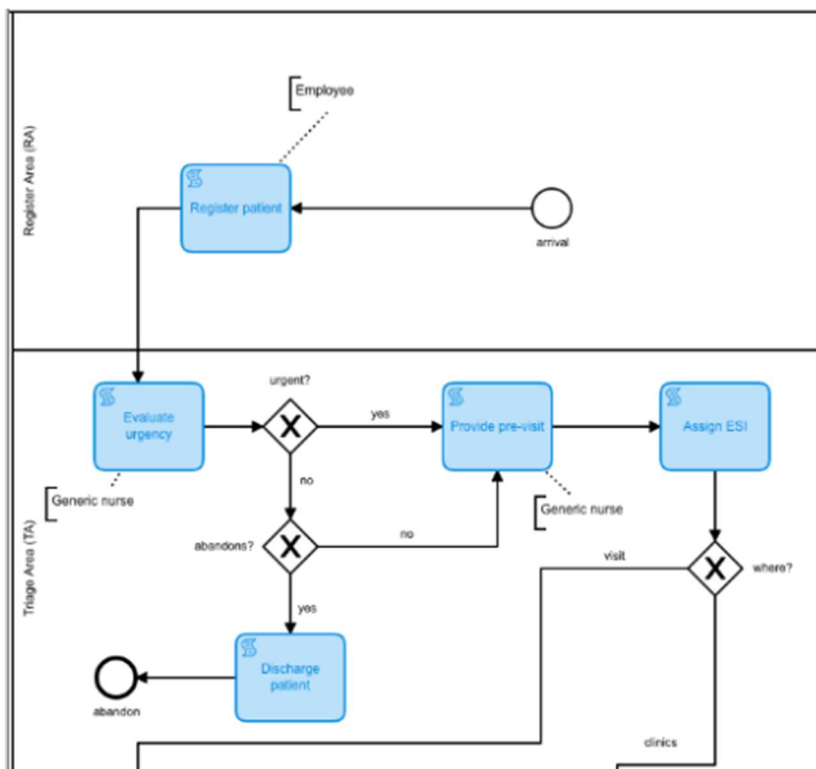 Employee
Register Area (RA)
Register patient
arrival
urgent?
Evaluate
urgency
yes
Provide pre-visit
Assign ESI
no
Generic nurse
Generic nurse
Triage Area (TA)
abandons?
no
visit
where?
yes
Discharge
patient
abandon
clinics